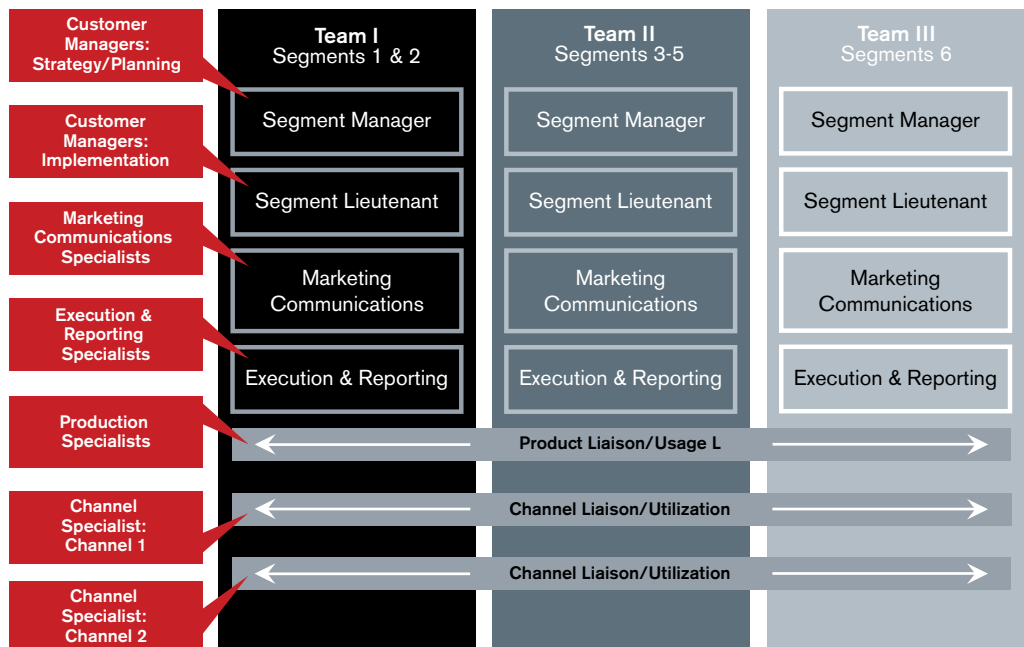 Customer
Managers:
Strategy/Planning
Customer
Managers:
Implementation
Marketing
Communications
Specialists
Execution &
Reporting
Specialists
Production
Specialists
Channel
Specialist:
Channel 1
Channel
Specialist:
Channel 2
Team I
Segments 1 & 2
Segment Manager
Segment Lieutenant
Marketing
Communications
Execution & Reporting
Team II
Segments 3-5
Segment Manager
Segment Lieutenant
Marketing
Communications
Execution & Reporting
Team III
Segments 6
Segment Manager
Segment Lieutenant
Marketing
Communications
Execution & Reporting
Product Liaison/Usage L
Channel Liaison/Utilization
Channel Liaison/Utilization